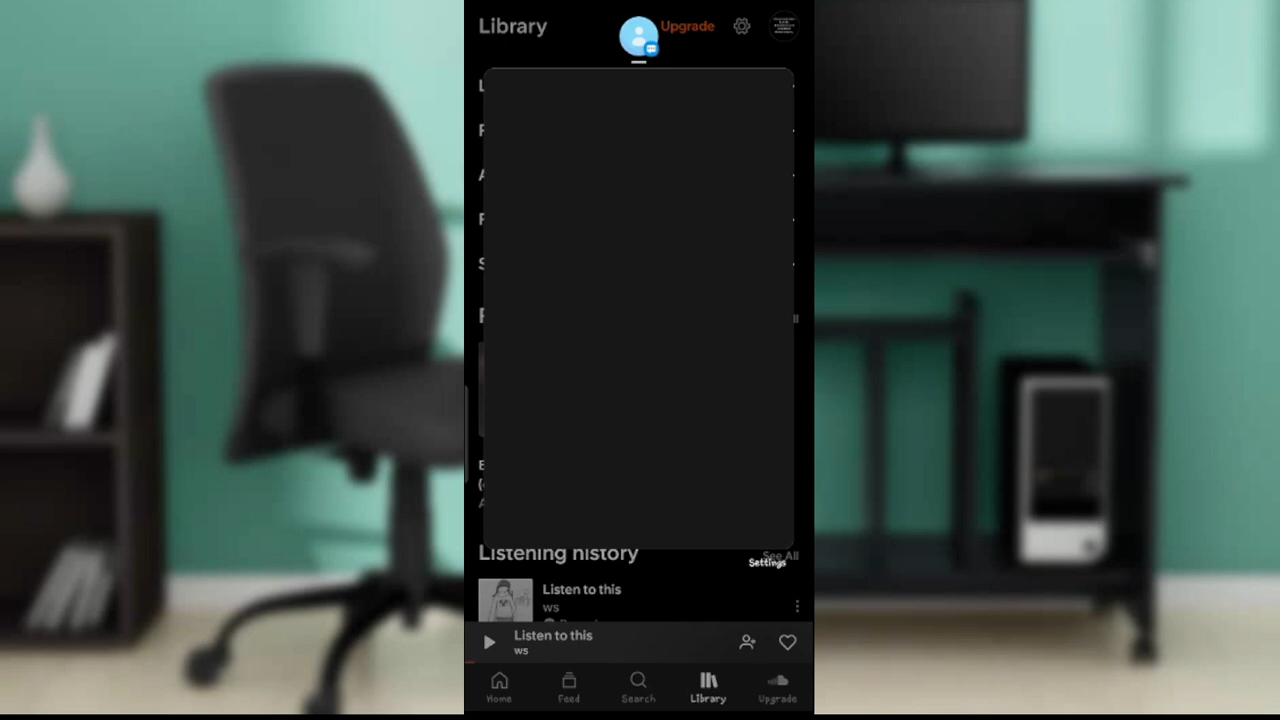 Library
Upgrade
Listening history
See All
Settings
Listen to this
ws
Listen to this
ws
Home
Feed
Search
Library
Upgrade